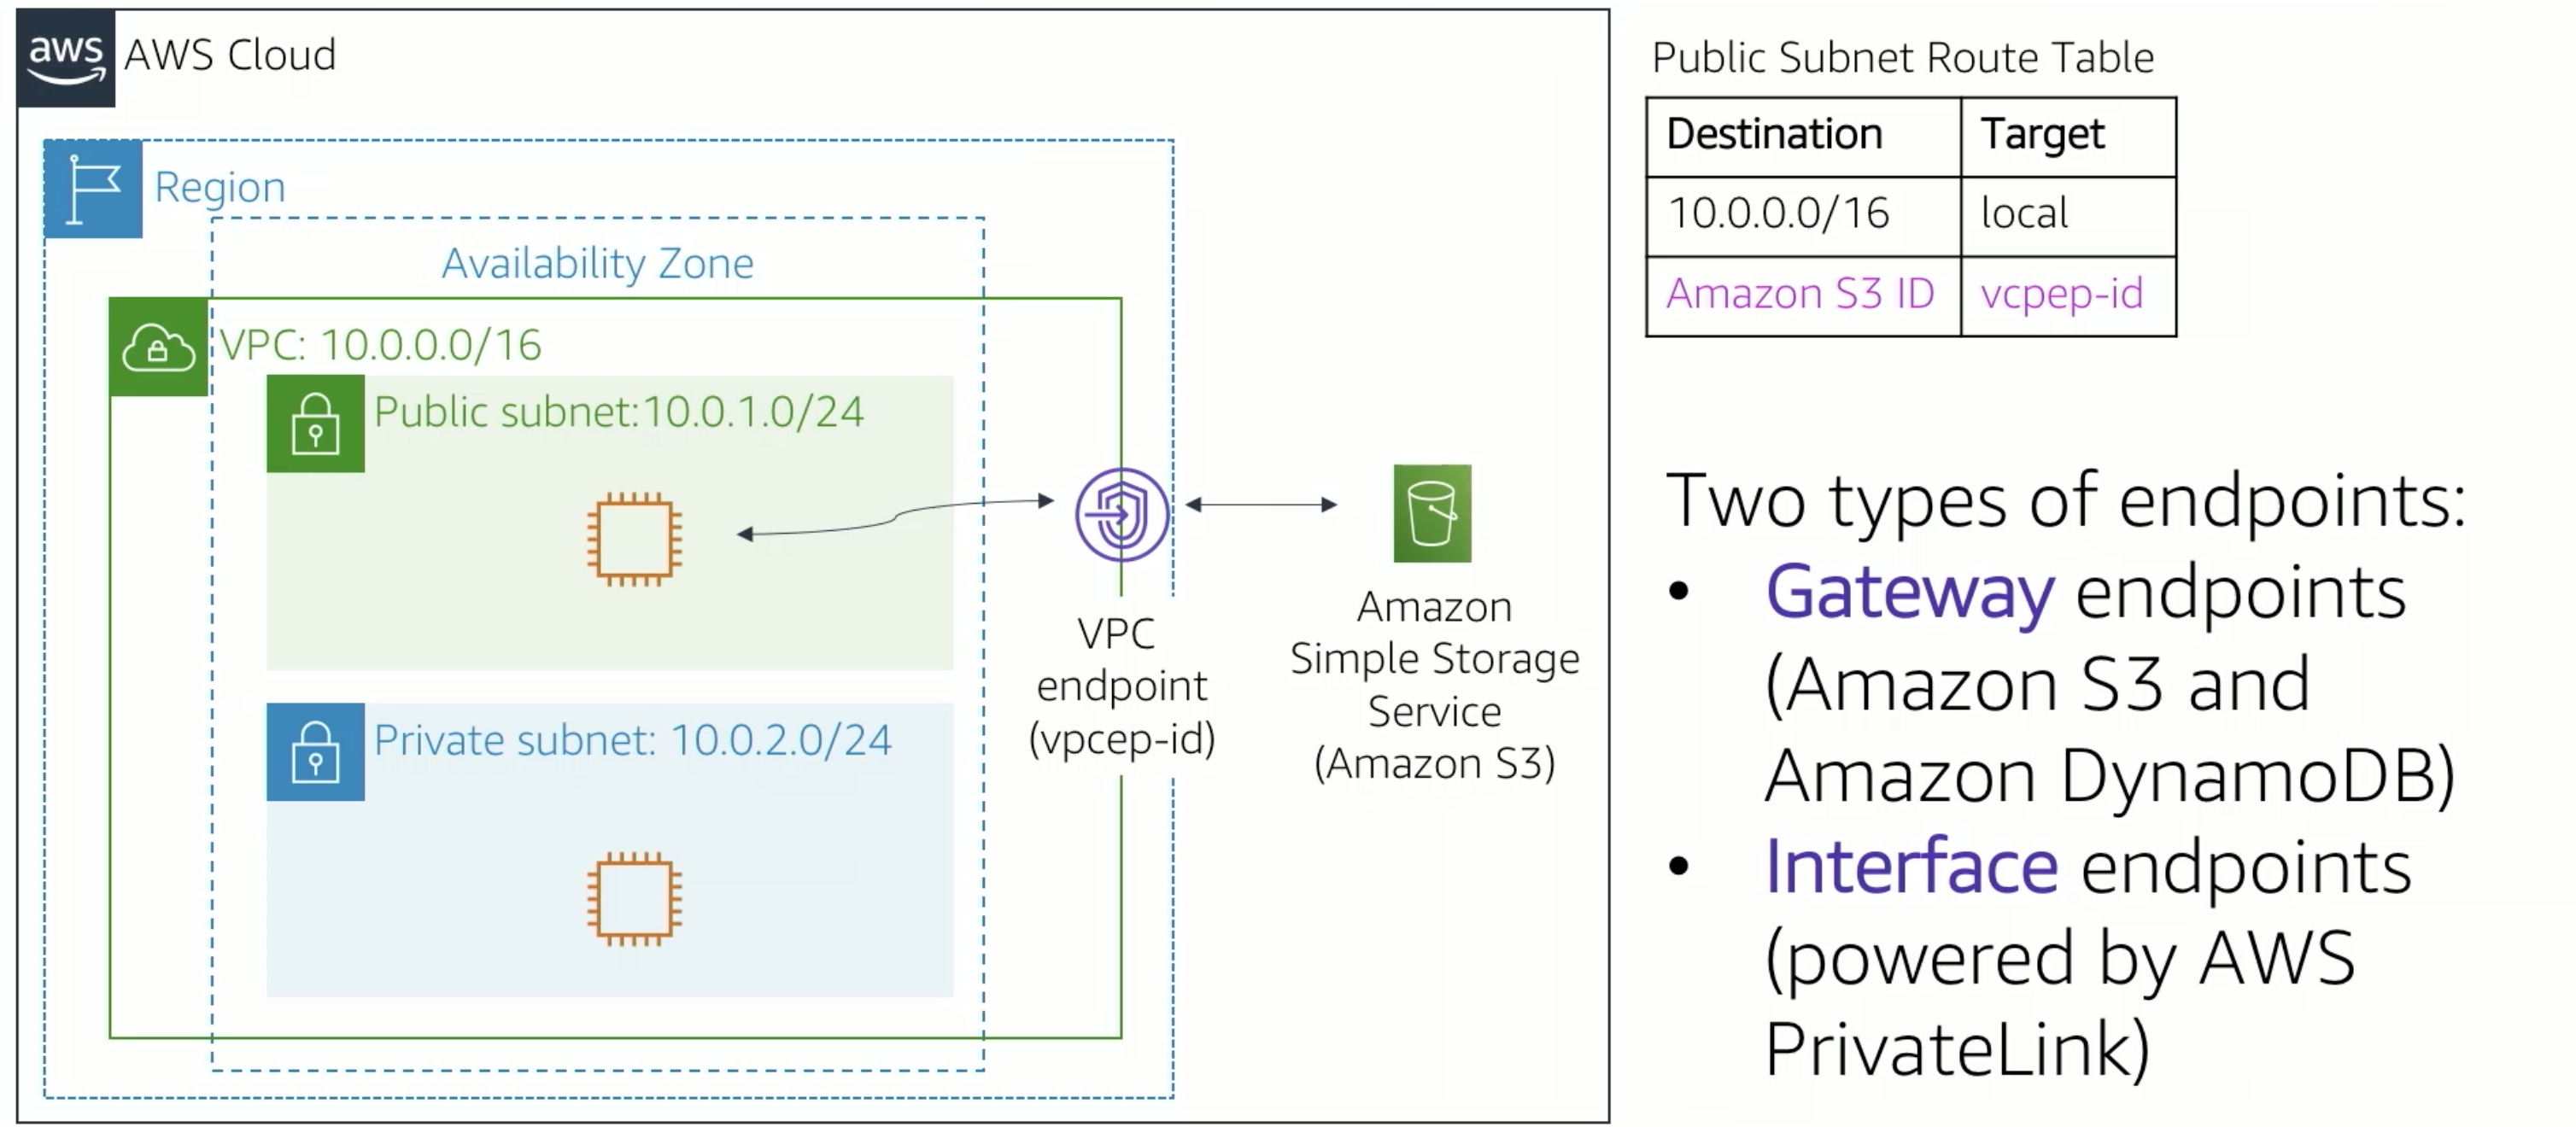 aws
AWS Cloud
Region
Availability Zone
VPC: 10.0.0.0/16
Public subnet:10.0.1.0/24
Private subnet: 10.0.2.0/24
VPC
endpoint
(vpcep-id)
Amazon
Simple Storage
Service
(Amazon S3)
Public Subnet Route Table
Destination Target
10.0.0.0/16 local
Amazon S3 ID vcpep-id
Two types of endpoints:
• Gateway endpoints
(Amazon S3 and
Amazon DynamoDB)
• Interface endpoints
(powered by AWS
PrivateLink)